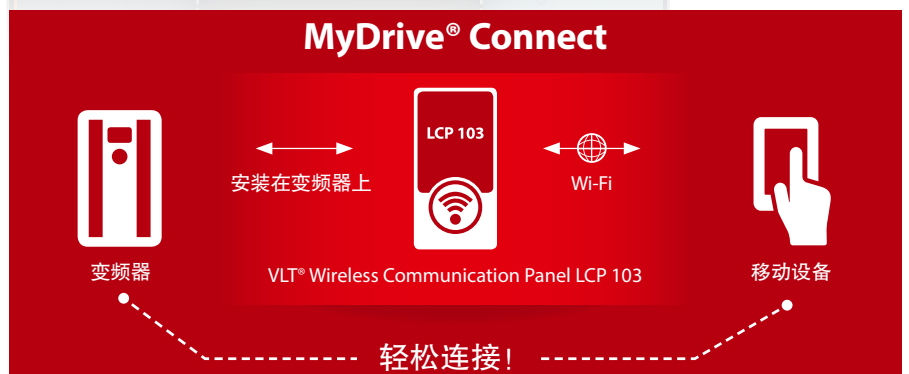 MyDrive® Connect
LCP 103
安装在变频器上
Wi-Fi
变频器
VLT® Wireless Communication Panel LCP 103
移动设备
轻松连接！